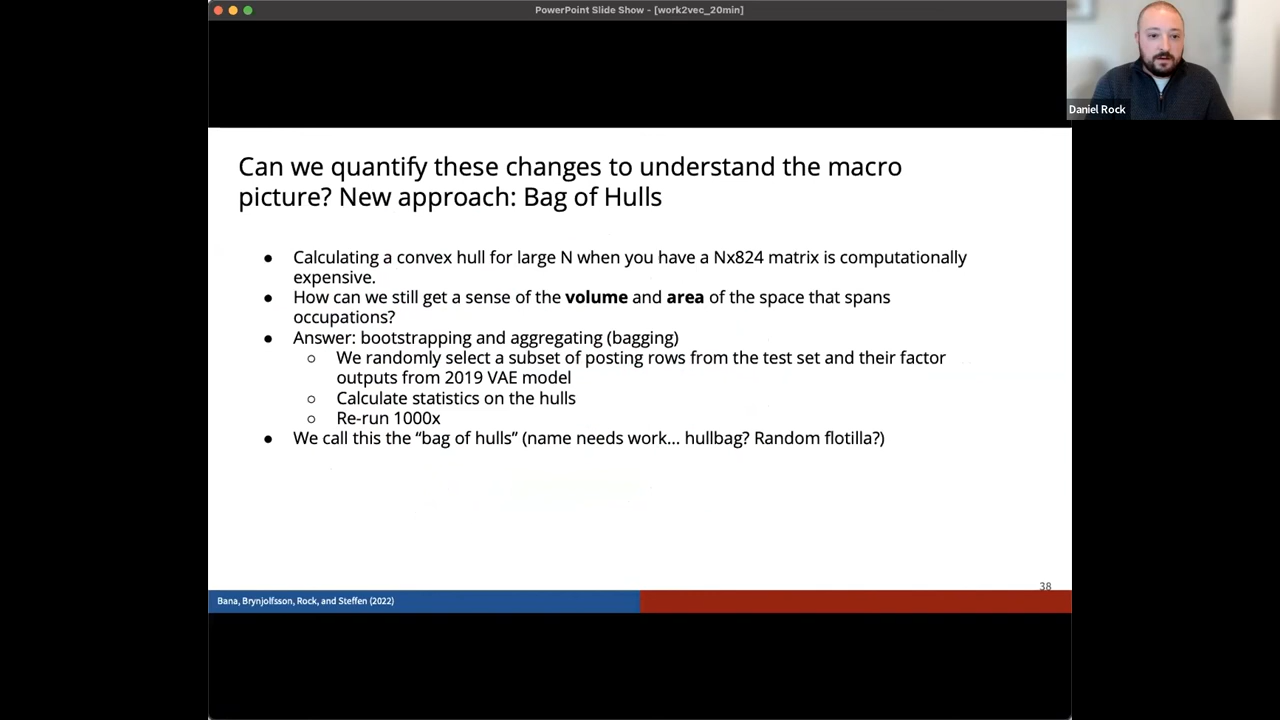 PowerPoint Slide Show - [work2vec_20min]
Daniel Rock
Can we quantify these changes to understand the macro
picture? New approach: Bag of Hulls
● Calculating a convex hull for large N when you have a Nx824 matrix is computationally
expensive.
● How can we still get a sense of the volume and area of the space that spans
occupations?
● Answer: bootstrapping and aggregating (bagging)
○ We randomly select a subset of posting rows from the test set and their factor
outputs from 2019 VAE model
○ Calculate statistics on the hulls
○ Re-run 1000x
● We call this the “bag of hulls” (name needs work... hullbag? Random flotilla?)
38
Bana, Brynjolfsson, Rock, and Steffen (2022)